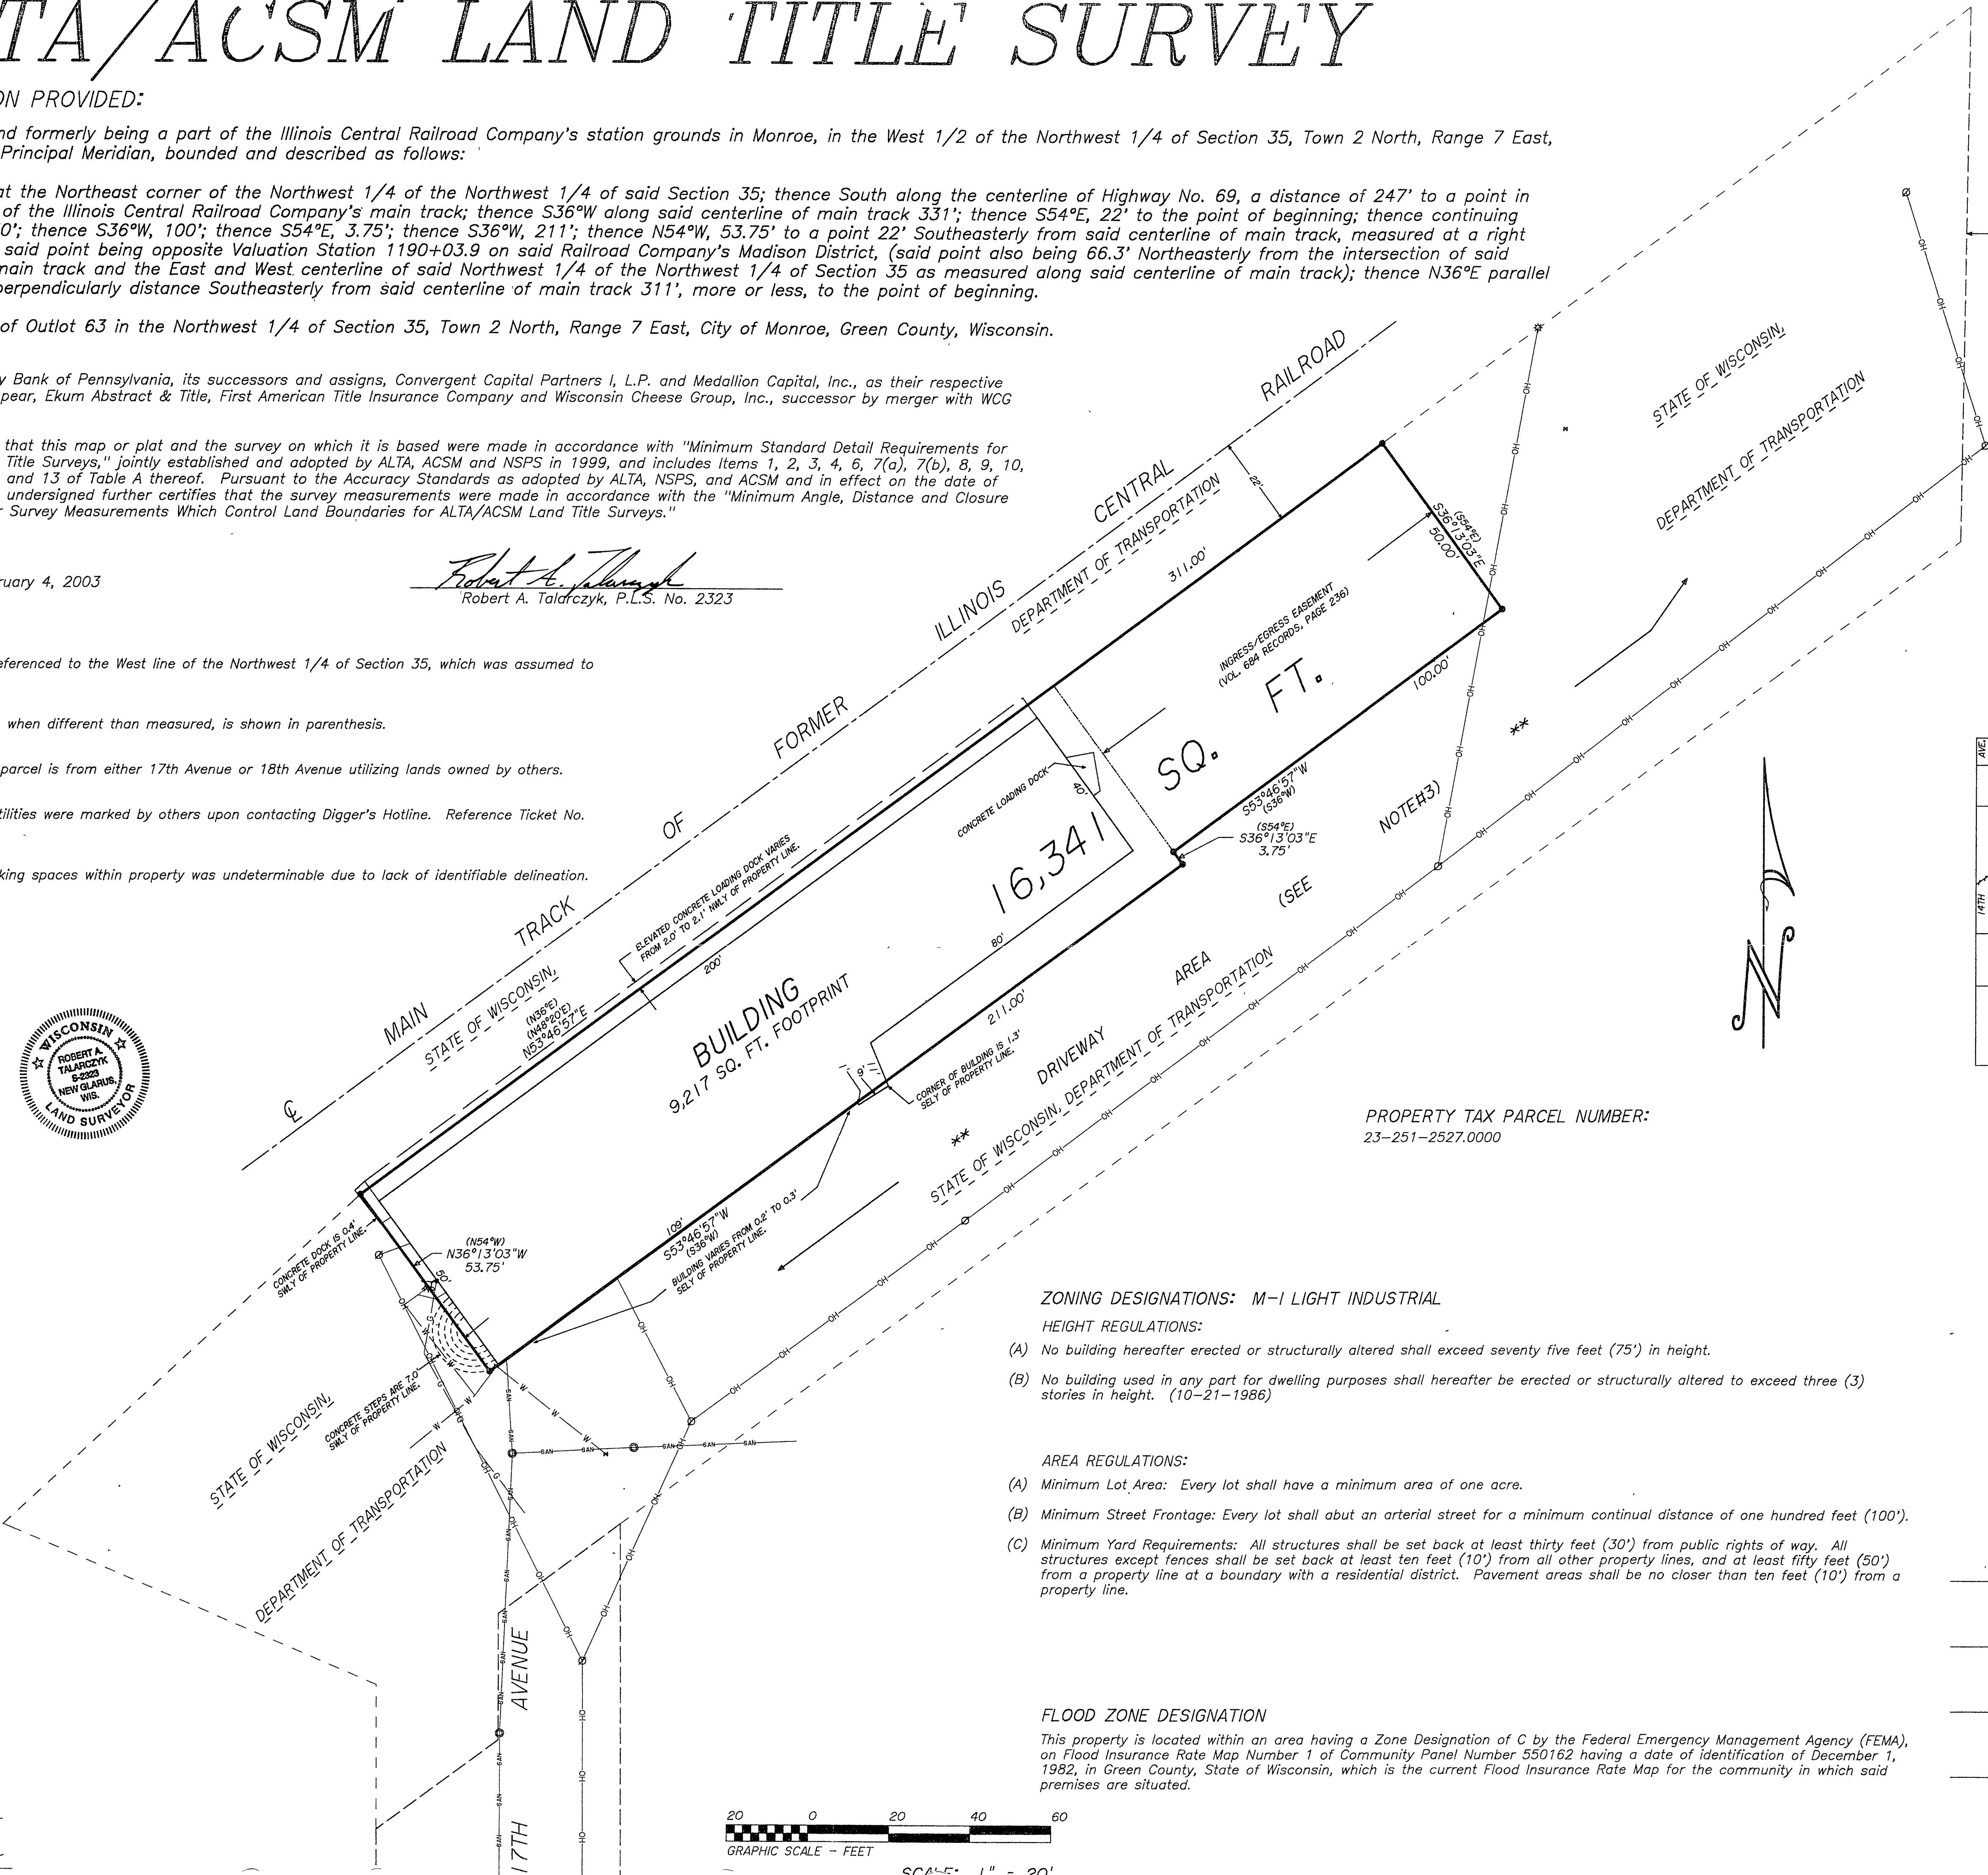 TA/ACSM LAND TITLE SURVEY
ON PROVIDED:
nd formerly being a part of the Illinois Central Railroad Company's station grounds in Monroe, in the West 1/2 of the Northwest 1/4 of Section 35, Town 2 North, Range 7 East,
Principal Meridian, bounded and described as follows:
at the Northeast corner of the Northwest 1/4 of the Northwest 1/4 of said Section 35; thence South along the centerline of Highway No. 69, a distance of 247' to a point in
of the Illinois Central Railroad Company's main track; thence S36°W along said centerline of main track 331'; thence S54°E, 22' to the point of beginning; thence continuing
0'; thence S36°W, 100'; thence S54°E, 3.75'; thence S36°W, 211'; thence N54°W, 53.75' to a point 22' Southeasterly from said centerline of main track, measured at a right
said point being opposite Valuation Station 1190+03.9 on said Railroad Company's Madison District, (said point also being 66.3' Northeasterly from the intersection of said
main track and the East and West centerline of said Northwest 1/4 of the Northwest 1/4 of Section 35 as measured along said centerline of main track); thence N36°E parallel
perpendicularly distance Southeasterly from said centerline of main track 311', more or less, to the point of beginning.
of Outlot 63 in the Northwest 1/4 of Section 35, Town 2 North, Range 7 East, City of Monroe, Green County, Wisconsin.
y Bank of Pennsylvania, its successors and assigns, Convergent Capital Partners I, L.P. and Medallion Capital, Inc., as their respective
pear, Ekum Abstract & Title, First American Title Insurance Company and Wisconsin Cheese Group, Inc., successor by merger with WCG
that this map or plat and the survey on which it is based were made in accordance with "Minimum Standard Detail Requirements for
Title Surveys," jointly established and adopted by ALTA, ACSM and NSPS in 1999, and includes Items 1, 2, 3, 4, 6, 7(a), 7(b), 8, 9, 10,
and 13 of Table A thereof. Pursuant to the Accuracy Standards as adopted by ALTA, NSPS, and ACSM and in effect on the date of
undersigned further certifies that the survey measurements were made in accordance with the "Minimum Angle, Distance and Closure
r Survey Measurements Which Control Land Boundaries for ALTA/ACSM Land Title Surveys."
ruary 4, 2003
Robert A. Talarczyk
Robert A. Talarczyk, P.L.S. No. 2323
eferenced to the West line of the Northwest 1/4 of Section 35, which was assumed to
when different than measured, is shown in parenthesis.
parcel is from either 17th Avenue or 18th Avenue utilizing lands owned by others.
tilities were marked by others upon contacting Digger's Hotline. Reference Ticket No.
king spaces within property was undeterminable due to lack of identifiable delineation.
WISCONSIN
ROBERT A.
TALARCZYK
S-2323
NEW GLARUS,
WIS.
LAND SURVEYOR
MAIN TRACK OF FORMER ILLINOIS CENTRAL RAILROAD
STATE OF WISCONSIN,
DEPARTMENT OF TRANSPORTATION
22'
311.00'
(S54°E)
S36°13'03"E
50.00'
INGRESS/EGRESS EASEMENT
(VOL. 684 RECORDS, PAGE 236)
16,341 SQ. FT.
100.00'
S53°46'57"W
(S36°W)
(S54°E)
S36°13'03"E
3.75'
CONCRETE LOADING DOCK
40'
ELEVATED CONCRETE LOADING DOCK VARIES
FROM 2.0' TO 2.1' NWLY OF PROPERTY LINE.
200'
(N36°E)
(N48°20'E)
N53°46'57"E
BUILDING
9,217 SQ. FT. FOOTPRINT
80'
211.00'
9'
CORNER OF BUILDING IS 1.3'
SELY OF PROPERTY LINE.
** DRIVEWAY AREA (SEE NOTE#3) **
STATE OF WISCONSIN, DEPARTMENT OF TRANSPORTATION
109'
S53°46'57"W
(S36°W)
BUILDING VARIES FROM 0.2' TO 0.3'
SELY OF PROPERTY LINE.
(N54°W)
N36°13'03"W
53.75'
50'
CONCRETE DOCK IS 0.4'
SWLY OF PROPERTY LINE.
CONCRETE STEPS ARE 7.0'
SWLY OF PROPERTY LINE.
STATE OF WISCONSIN,
DEPARTMENT OF TRANSPORTATION
STATE OF WISCONSIN,
DEPARTMENT OF TRANSPORTATION
17TH AVENUE
N
14TH
AVE.
PROPERTY TAX PARCEL NUMBER:
23-251-2527.0000
ZONING DESIGNATIONS: M-1 LIGHT INDUSTRIAL
HEIGHT REGULATIONS:
(A) No building hereafter erected or structurally altered shall exceed seventy five feet (75') in height.
(B) No building used in any part for dwelling purposes shall hereafter be erected or structurally altered to exceed three (3)
stories in height. (10-21-1986)
AREA REGULATIONS:
(A) Minimum Lot Area: Every lot shall have a minimum area of one acre.
(B) Minimum Street Frontage: Every lot shall abut an arterial street for a minimum continual distance of one hundred feet (100').
(C) Minimum Yard Requirements: All structures shall be set back at least thirty feet (30') from public rights of way. All
structures except fences shall be set back at least ten feet (10') from all other property lines, and at least fifty feet (50')
from a property line at a boundary with a residential district. Pavement areas shall be no closer than ten feet (10') from a
property line.
FLOOD ZONE DESIGNATION
This property is located within an area having a Zone Designation of C by the Federal Emergency Management Agency (FEMA),
on Flood Insurance Rate Map Number 1 of Community Panel Number 550162 having a date of identification of December 1,
1982, in Green County, State of Wisconsin, which is the current Flood Insurance Rate Map for the community in which said
premises are situated.
20 0 20 40 60
GRAPHIC SCALE - FEET
SCALE: 1" = 20'